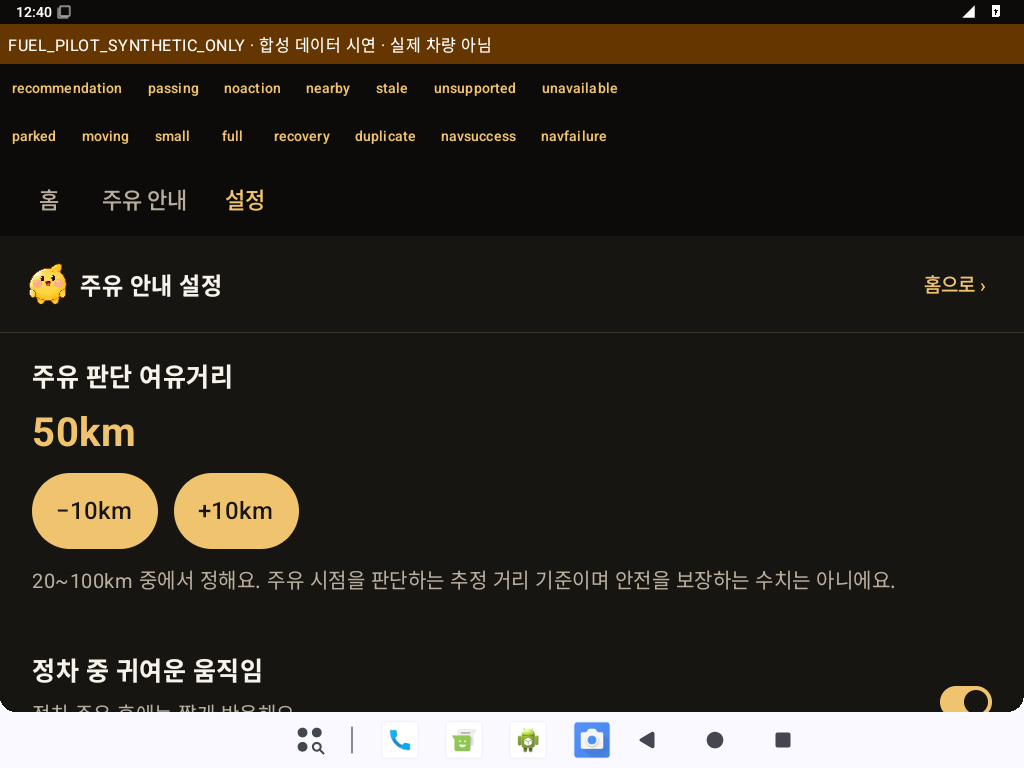 12:40
FUEL_PILOT_SYNTHETIC_ONLY · 합성 데이터 시연 · 실제 차량 아님
recommendation passing noaction nearby stale unsupported unavailable
parked moving small full recovery duplicate navsuccess navfailure
홈 주유 안내 설정
주유 안내 설정 홈으로 ›
주유 판단 여유거리
50km
−10km +10km
20~100km 중에서 정해요. 주유 시점을 판단하는 추정 거리 기준이며 안전을 보장하는 수치는 아니에요.
정차 중 귀여운 움직임